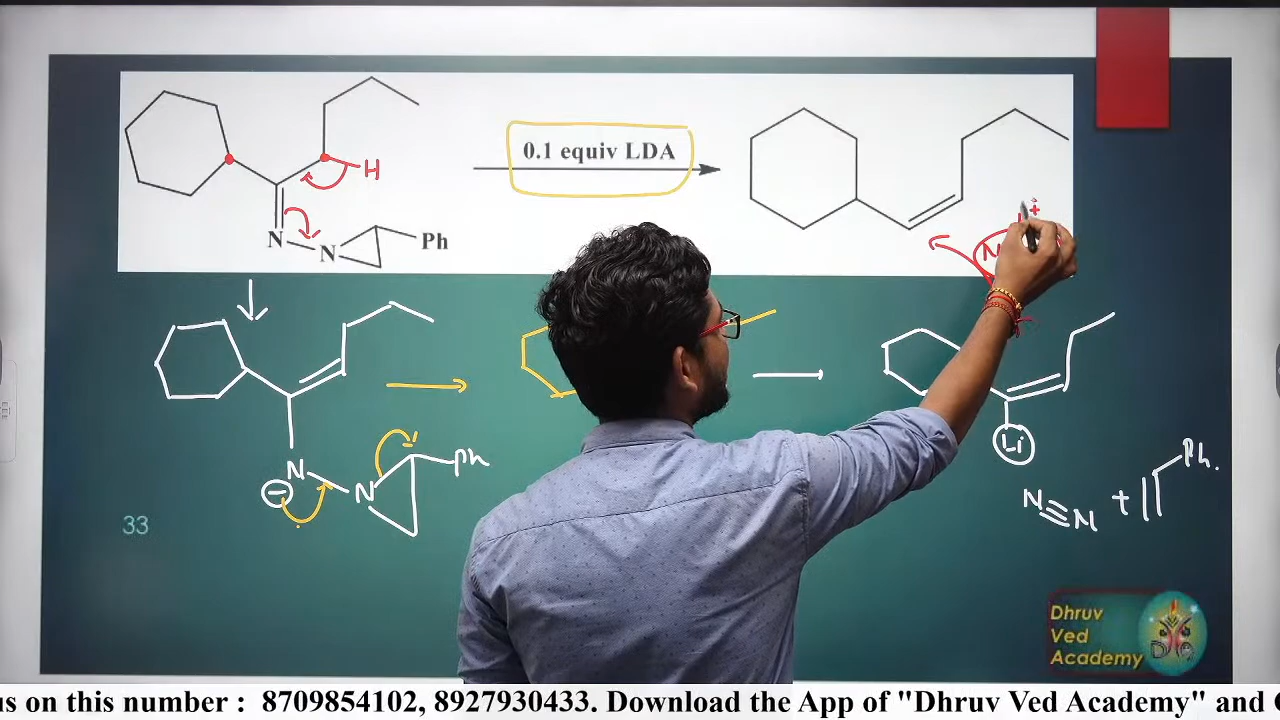 H
0.1 equiv LDA
N
N
Ph
N
Ph
N
Li
Ph.
N≡N +
33
Dhruv
Ved
Academy
s on this number : 8709854102, 8927930433. Download the App of "Dhruv Ved Academy" and